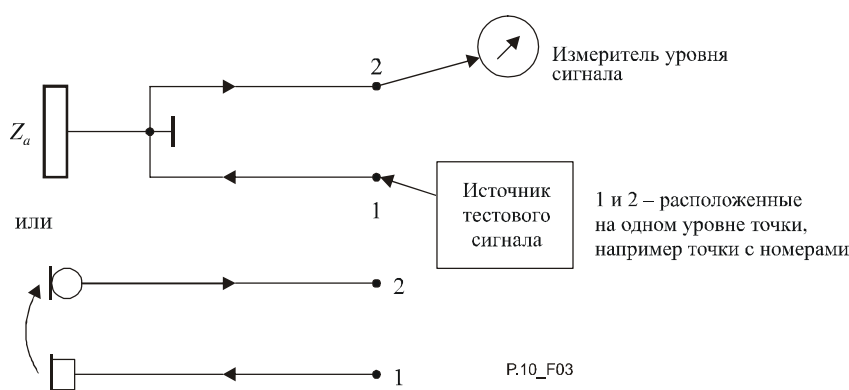 2
Измеритель уровня
сигнала
Zₐ
1
Источник
тестового
сигнала
1 и 2 – расположенные
на одном уровне точки,
например точки с номерами
или
2
1
P.10_F03